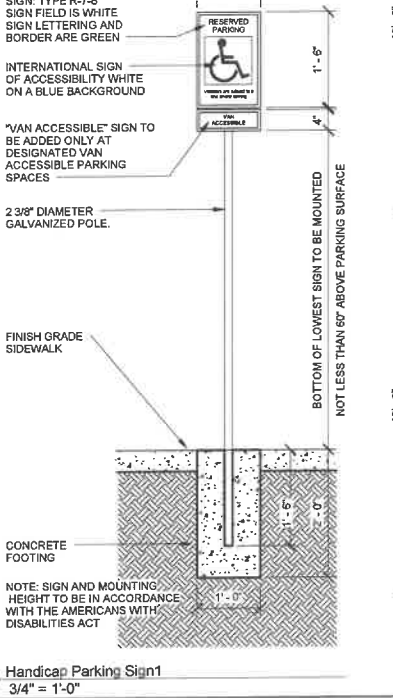 SIGN: TYPE R-7-8
SIGN FIELD IS WHITE
SIGN LETTERING AND
BORDER ARE GREEN
RESERVED
PARKING
INTERNATIONAL SIGN
OF ACCESSIBILITY WHITE
ON A BLUE BACKGROUND
1'-6"
VAN
ACCESSIBLE
4"
"VAN ACCESSIBLE" SIGN TO
BE ADDED ONLY AT
DESIGNATED VAN
ACCESSIBLE PARKING
SPACES
2 3/8" DIAMETER
GALVANIZED POLE.
BOTTOM OF LOWEST SIGN TO BE MOUNTED
NOT LESS THAN 60" ABOVE PARKING SURFACE
FINISH GRADE
SIDEWALK
1'-6"
2'-0"
CONCRETE
FOOTING
1'-0"
NOTE: SIGN AND MOUNTING
HEIGHT TO BE IN ACCORDANCE
WITH THE AMERICANS WITH
DISABILITIES ACT
Handicap Parking Sign1
3/4" = 1'-0"